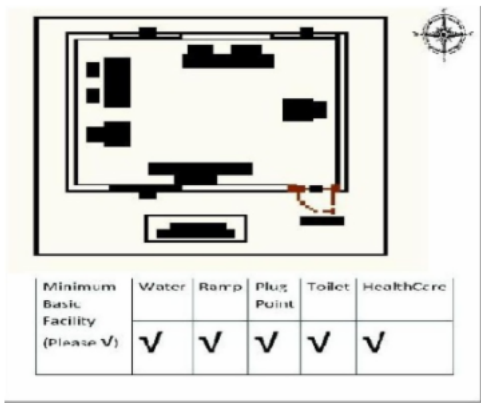 Minimum Basic Facility (Please √)
Water
Ramp
Plug Point
Toilet
HealthCare
√ √ √ √ √